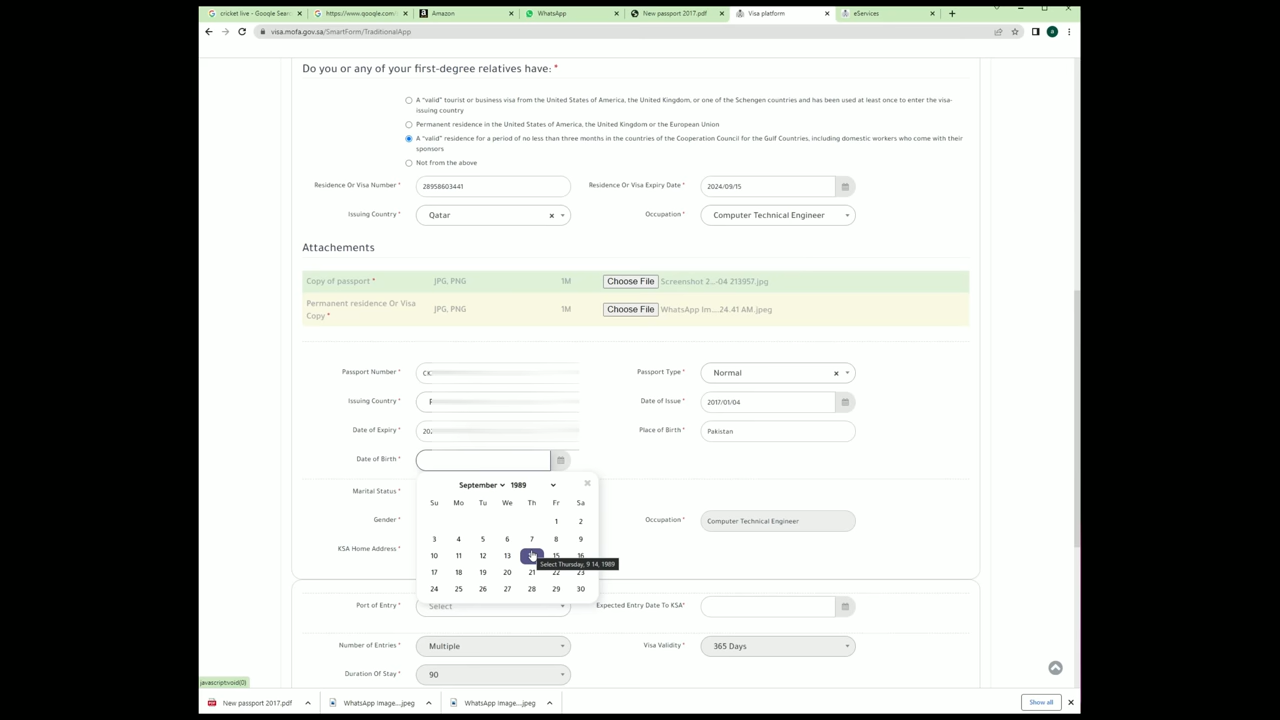 cricket live - Google Sear
https://www.google.com
Amazon
WhatsApp
New passport 2017.pdf
Visa platform
eServices
visa.mofa.gov.sa/SmartForm/TraditionalApp
a
Do you or any of your first-degree relatives have: *
A "valid" tourist or business visa from the United States of America, the United Kingdom, or one of the Schengen countries and has been used at least once to enter the visa-
issuing country
Permanent residence in the United States of America, the United Kingdom or the European Union
A "valid" residence for a period of no less than three months in the countries of the Cooperation Council for the Gulf Countries, including domestic workers who come with their
sponsors
Not from the above
Residence Or Visa Number * 28958603441 Residence Or Visa Expiry Date * 2024/09/15
Issuing Country * Qatar Occupation * Computer Technical Engineer
Attachements
Copy of passport * JPG, PNG 1M Choose File Screenshot 2...-04 213957.jpg
Permanent residence Or Visa
Copy * JPG, PNG 1M Choose File WhatsApp Im....24.41 AM.jpeg
Passport Number * Passport Type * Normal
Issuing Country * Date of Issue * 2017/01/04
Date of Expiry * Place of Birth * Pakistan
Date of Birth *
September 1989
Su Mo Tu We Th Fr Sa
1 2
3 4 5 6 7 8 9
10 11 12 13 15 16
17 18 19 20 21 22 23
24 25 26 27 28 29 30
Select Thursday, 9 14, 1989
Marital Status *
Gender * Occupation * Computer Technical Engineer
KSA Home Address *
Port of Entry * Select Expected Entry Date To KSA*
Number of Entries * Multiple Visa Validity * 365 Days
Duration Of Stay * 90
javascript:void(0)
New passport 2017.pdf
WhatsApp Image....jpeg
WhatsApp Image....jpeg
Show all